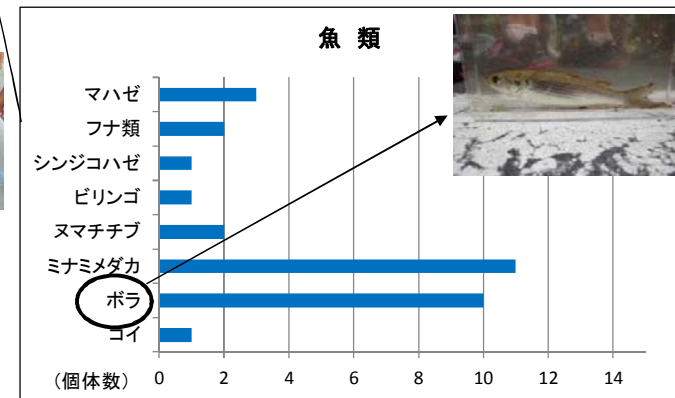 魚 類
マハゼ
フナ類
シンジコハゼ
ビリンゴ
ヌマチチブ
ミナミメダカ
ボラ
コイ
(個体数) 0 2 4 6 8 10 12 14